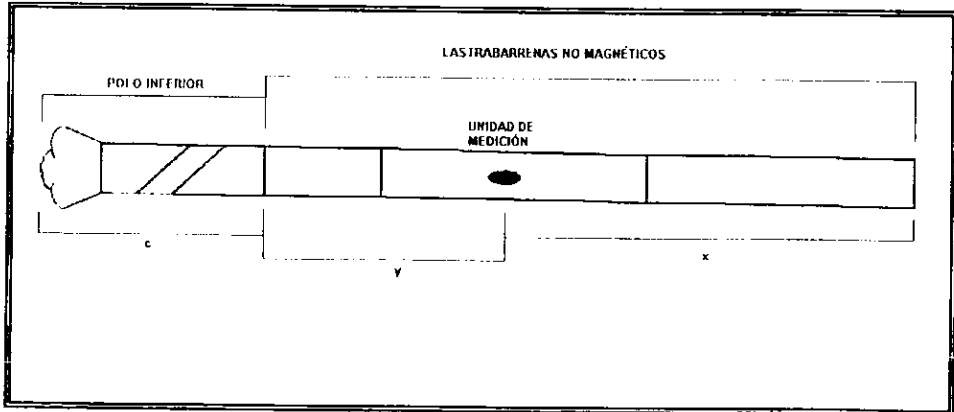 LASTRABARRENAS NO MAGNÉTICOS
POLO INFERIOR
UNIDAD DE
MEDICIÓN
c
y
x